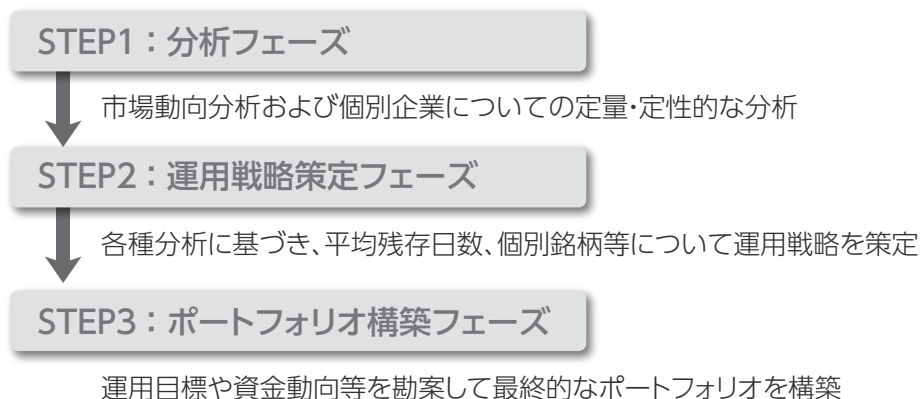 STEP1：分析フェーズ
市場動向分析および個別企業についての定量・定性的な分析
STEP2：運用戦略策定フェーズ
各種分析に基づき、平均残存日数、個別銘柄等について運用戦略を策定
STEP3：ポートフォリオ構築フェーズ
運用目標や資金動向等を勘案して最終的なポートフォリオを構築